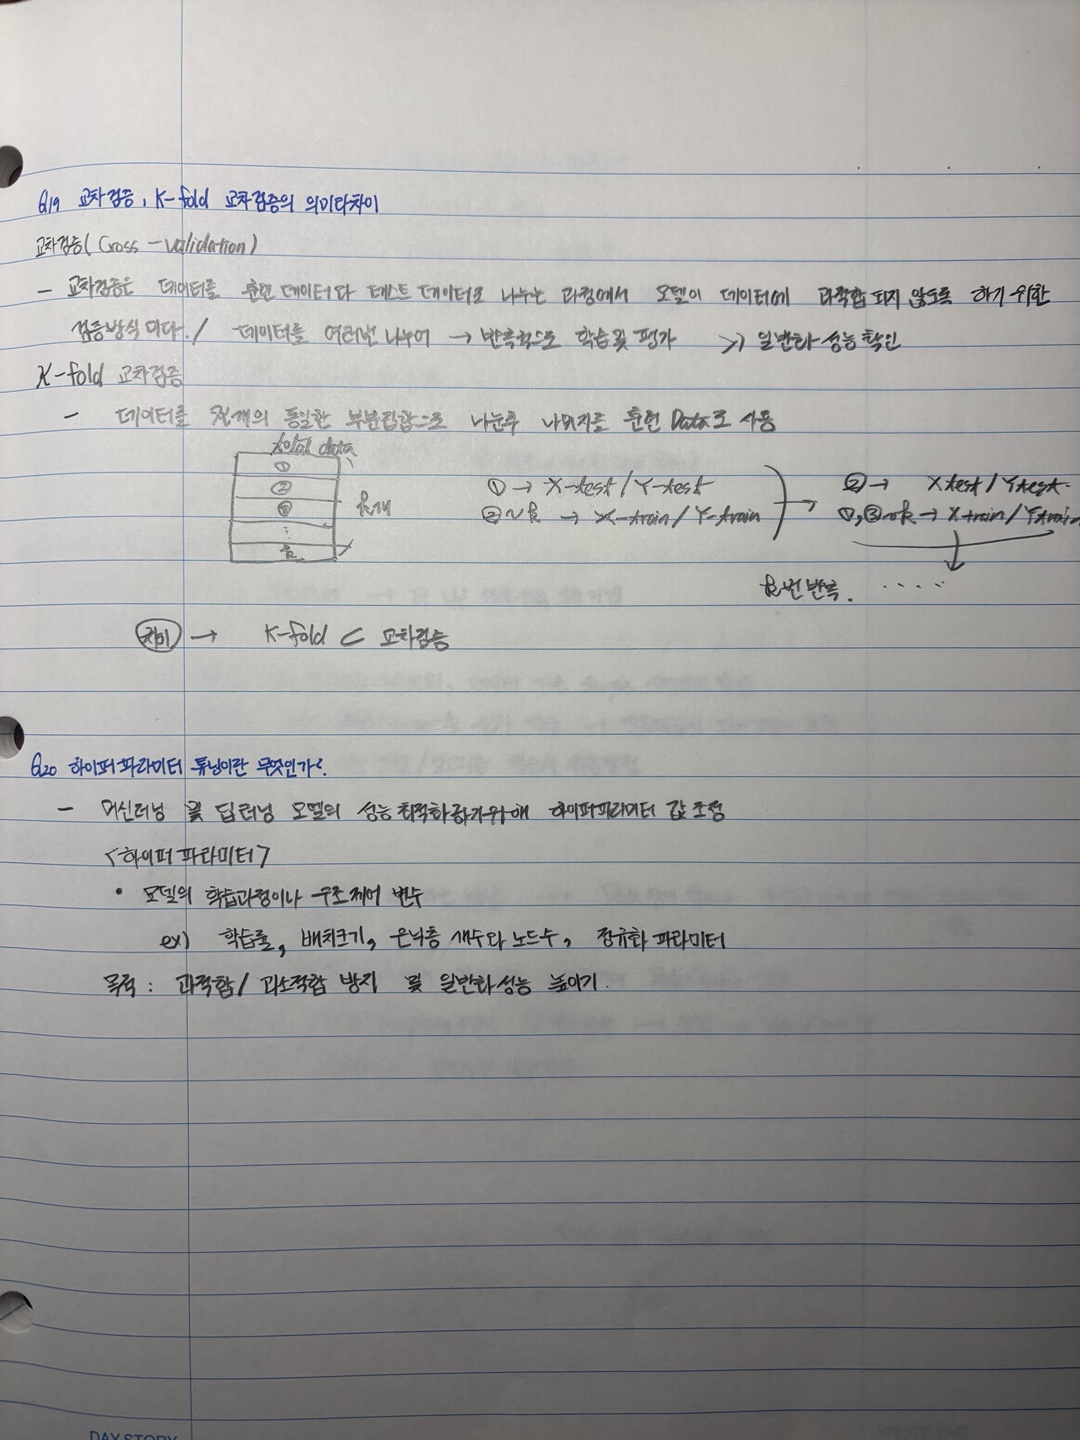 Q19 교차검증, K-fold 교차검증의 의미와 차이
교차검증(Cross-validation)
- 교차검증은 데이터를 훈련 데이터와 테스트 데이터로 나누는 과정에서 모델이 데이터에 과적합 되지 않도록 하기 위한
검증방식 이다. / 데이터를 여러번 나누어 → 반복적으로 학습 및 평가 >> 일반화 성능 확인
K-fold 교차검증
- 데이터를 K개의 동일한 부분집합으로 나눈후 나머지를 훈련 Data로 사용
total data
①
② ① → X-test / Y-test ② → X test / Y test
③ k개 ② ~ k → X-train / Y-train → ①, ③~k → X train / Y train
⋮
k
k번 반복. .....
차이 → K-fold ⊂ 교차검증
Q20 하이퍼 파라미터 튜닝이란 무엇인가?
- 머신러닝 및 딥러닝 모델의 성능 최적화하기위해 하이퍼파라미터 값 조정
<하이퍼 파라미터>
• 모델의 학습과정이나 구조 제어 변수
ex) 학습률, 배치크기, 은닉층 개수와 노드수, 정규화 파라미터
목적 : 과적합 / 과소적합 방지 및 일반화 성능 높이기.
DAY STORY